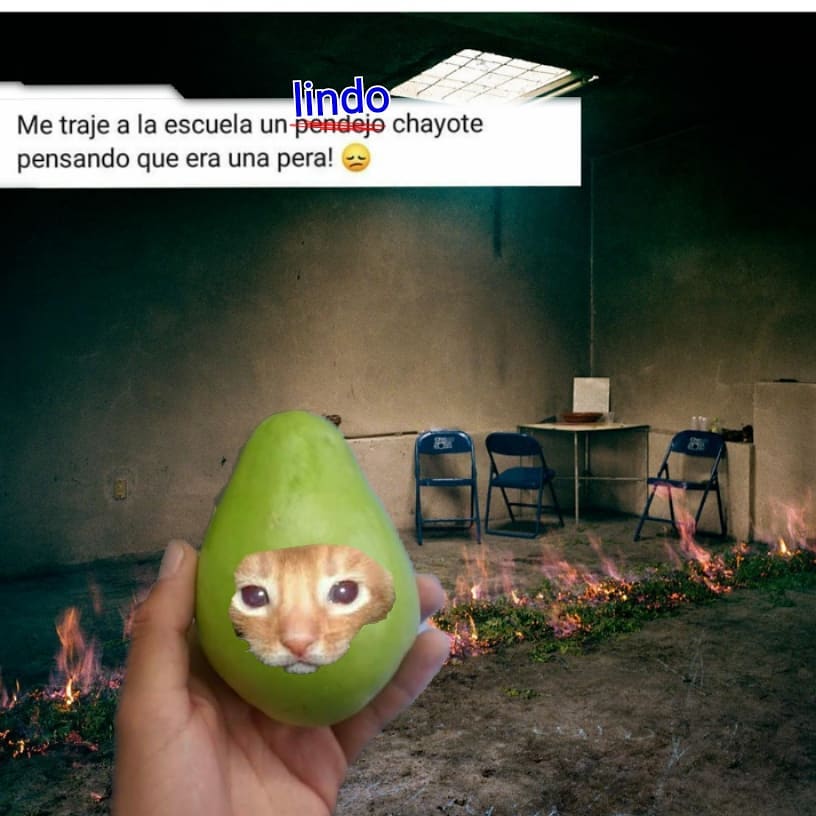 lindo
Me traje a la escuela un pendejo chayote
pensando que era una pera! 😞